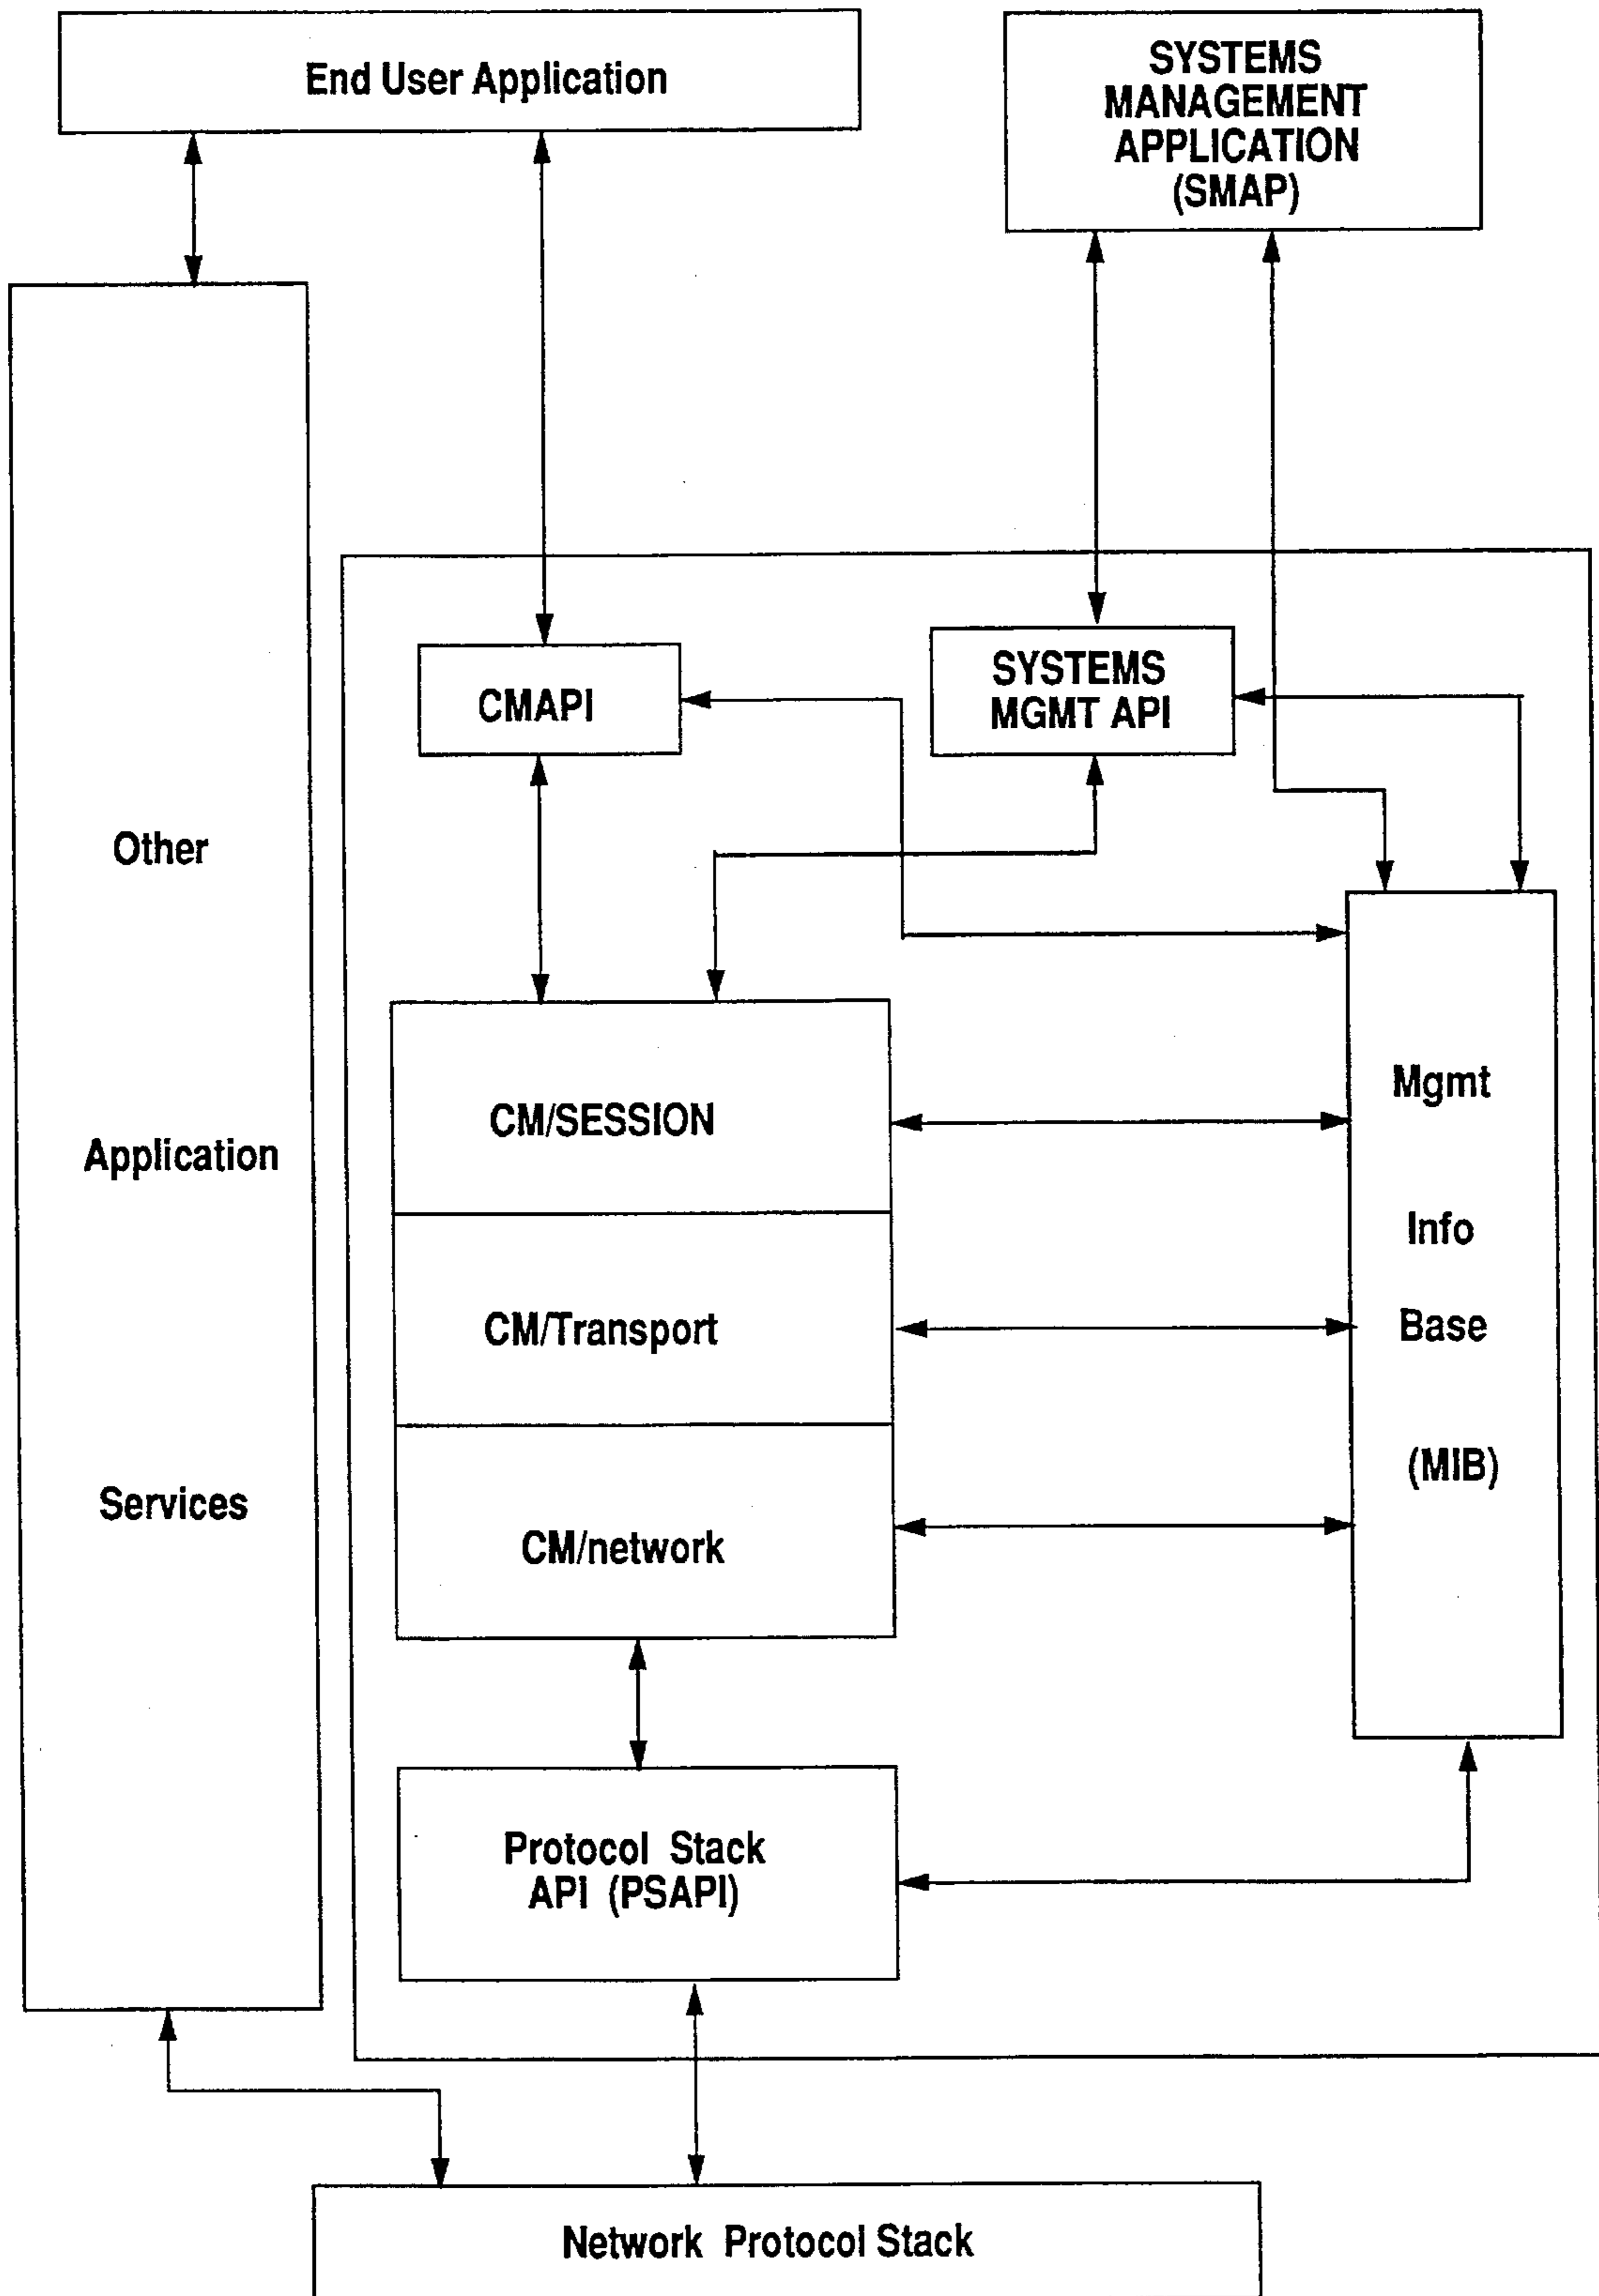 End User Application
SYSTEMS
MANAGEMENT
APPLICATION
(SMAP)
CMAPI
SYSTEMS
MGMT API
Other
Application
Services
CM/SESSION
CM/Transport
CM/network
Mgmt
Info
Base
(MIB)
Protocol Stack
API (PSAPI)
Network Protocol Stack